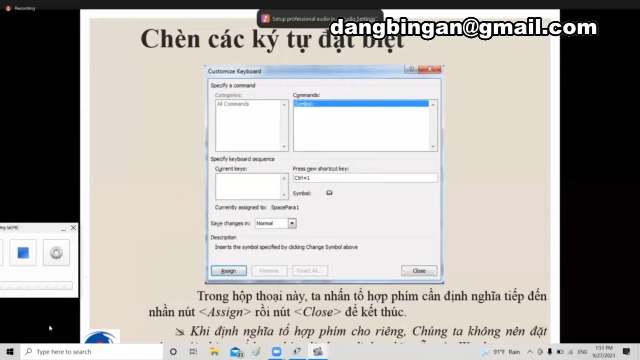 Recording
Setup professional audio in Audio Settings
dangbingan@gmail.com
Chèn các ký tự đặt biệt
Customize Keyboard
Specify a command
Categories:
Commands:
All Commands
Symbol:
Specify keyboard sequence
Current keys:
Press new shortcut key:
Ctrl+1
Symbol:
Currently assigned to: SpacePara1
Save changes in: Normal
Description
Inserts the symbol specified by clicking Change Symbol above
Assign
Remove
Reset All...
Close
Trong hộp thoại này, ta nhấn tổ hợp phím cần định nghĩa tiếp đến
nhần nút <Assign> rồi nút <Close> để kết thúc.
Khi định nghĩa tổ hợp phím cho riêng, Chúng ta không nên đặt
Type here to search
91°F Rain
1:51 PM
9/27/2021